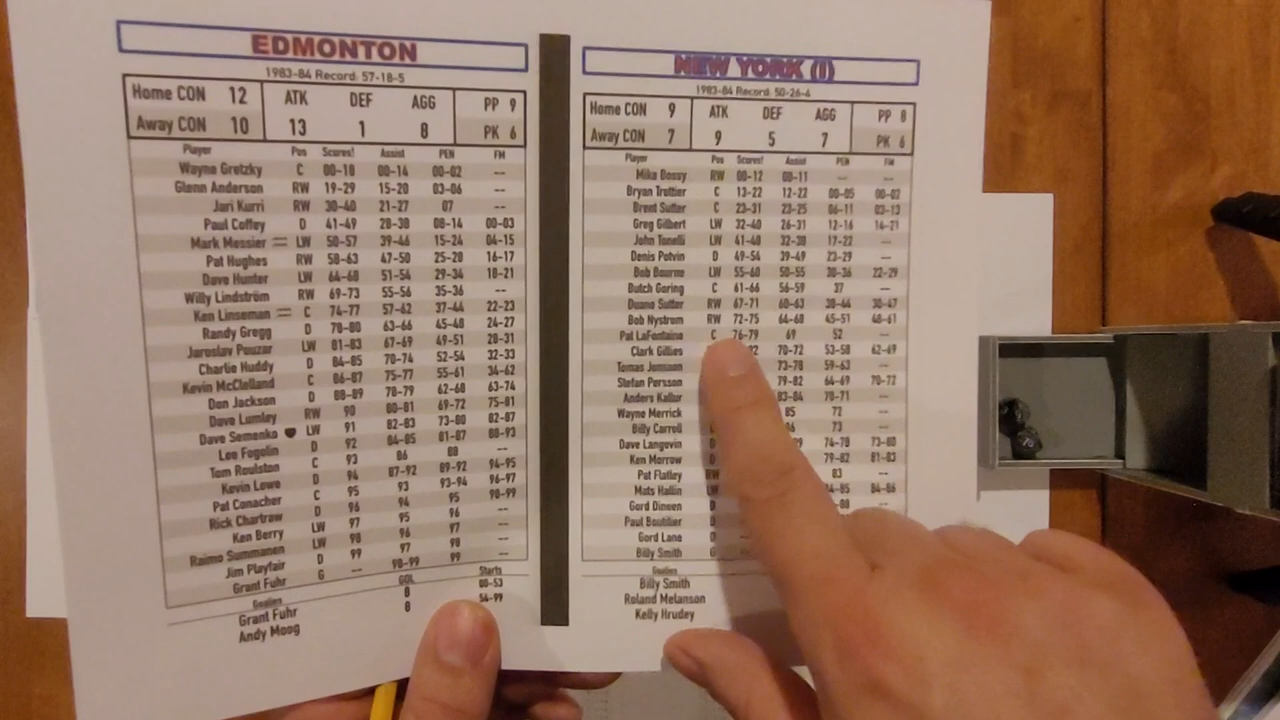 EDMONTON
1983-84 Record: 57-18-5
Home CON 12 ATK DEF AGG PP 9
Away CON 10 13 1 8 PK 6
Player Pos Scores! Assist PEN FM
Wayne Gretzky C 00-18 00-14 00-02 --
Glenn Anderson RW 19-29 15-20 03-06 --
Jari Kurri RW 30-40 21-27 07 --
Paul Coffey D 41-49 28-38 08-14 00-03
Mark Messier = LW 50-57 39-46 15-24 04-15
Pat Hughes RW 58-63 47-50 25-28 16-17
Dave Hunter LW 64-68 51-54 29-34 18-21
Willy Lindström RW 69-73 55-56 35-36 --
Ken Linseman = C 74-77 57-62 37-44 22-23
Randy Gregg D 78-80 63-66 45-48 24-27
Jaroslav Pouzar LW 81-83 67-69 49-51 28-31
Charlie Huddy D 84-85 70-74 52-54 32-33
Kevin McClelland C 86-87 75-77 55-61 34-62
Don Jackson D 88-89 78-79 62-68 63-74
Dave Lumley RW 90 80-81 69-72 75-81
Dave Semenko LW 91 82-83 73-80 82-87
Lee Fogolin D 92 84-85 81-87 88-93
Tom Roulston C 93 86 88 --
Kevin Lowe D 94 87-92 89-92 94-95
Pat Conacher C 95 93 93-94 96-97
Rick Chartraw D 96 94 95 98-99
Ken Berry LW 97 95 96 --
Raimo Summanen LW 98 96 97 --
Jim Playfair D 99 97 98 --
Grant Fuhr G -- 98-99 99 --
Goalies GOL Starts
Grant Fuhr 8 00-53
Andy Moog 8 54-99
NEW YORK (I)
1983-84 Record: 50-26-4
Home CON 9 ATK DEF AGG PP 8
Away CON 7 9 5 7 PK 6
Player Pos Scores! Assist PEN FM
Mike Bossy RW 00-12 00-11 -- --
Bryan Trottier C 13-22 12-22 00-05 00-02
Brent Sutter C 23-31 23-25 06-11 03-13
Greg Gilbert LW 32-40 26-31 12-16 14-21
John Tonelli LW 41-48 32-38 17-22 --
Denis Potvin D 49-54 39-49 23-29 --
Bob Bourne LW 55-60 50-55 30-36 22-29
Butch Goring C 61-66 56-59 37 --
Duane Sutter RW 67-71 60-63 38-44 30-47
Bob Nystrom RW 72-75 64-68 45-51 48-61
Pat LaFontaine C 76-79 69 52 --
Clark Gillies 70-72 53-58 62-69
Tomas Jonsson 73-78 59-63 --
Stefan Persson 79-82 64-69 70-72
Anders Kallur 83-84 70-71 --
Wayne Merrick 85 72 --
Billy Carroll 73 --
Dave Langevin 74-78 73-80
Ken Morrow D 79-82 81-83
Pat Flatley RW 83 --
Mats Hallin LW 84-86
Gord Dineen D --
Paul Boutilier D
Gord Lane D --
Billy Smith G --
Goalies
Billy Smith
Roland Melanson
Kelly Hrudey